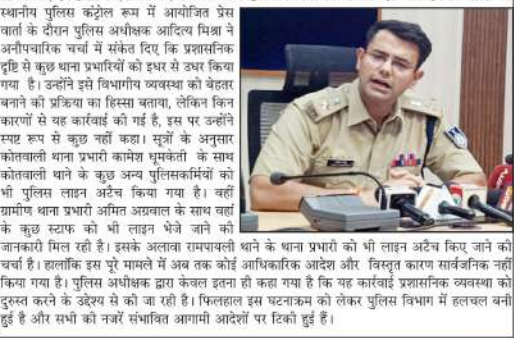 स्थानीय पुलिस कंट्रोल रूम में आयोजित प्रेस
वार्ता के दौरान पुलिस अधीक्षक आदित्य मिश्रा ने
अनौपचारिक चर्चा में संकेत दिए कि प्रशासनिक
दृष्टि से कुछ थाना प्रभारियों को इधर से उधर किया
गया है। उन्होंने इसे विभागीय व्यवस्था को बेहतर
बनाने की प्रक्रिया का हिस्सा बताया, लेकिन किन
कारणों से यह कार्रवाई की गई है, इस पर उन्होंने
स्पष्ट रूप से कुछ नहीं कहा। सूत्रों के अनुसार
कोतवाली थाना प्रभारी कामेश धूमकेती के साथ
कोतवाली थाने के कुछ अन्य पुलिसकर्मियों को
भी पुलिस लाइन अटैच किया गया है। वहीं
ग्रामीण थाना प्रभारी अमित अग्रवाल के साथ वहां
के कुछ स्टाफ को भी लाइन भेजे जाने की
जानकारी मिल रही है। इसके अलावा रामपायली थाने के थाना प्रभारी को भी लाइन अटैच किए जाने की
चर्चा है। हालांकि इस पूरे मामले में अब तक कोई आधिकारिक आदेश और विस्तृत कारण सार्वजनिक नहीं
किया गया है। पुलिस अधीक्षक द्वारा केवल इतना ही कहा गया है कि यह कार्रवाई प्रशासनिक व्यवस्था को
दुरुस्त करने के उद्देश्य से की जा रही है। फिलहाल इस घटनाक्रम को लेकर पुलिस विभाग में हलचल बनी
हुई है और सभी की नजरें संभावित आगामी आदेशों पर टिकी हुई हैं।